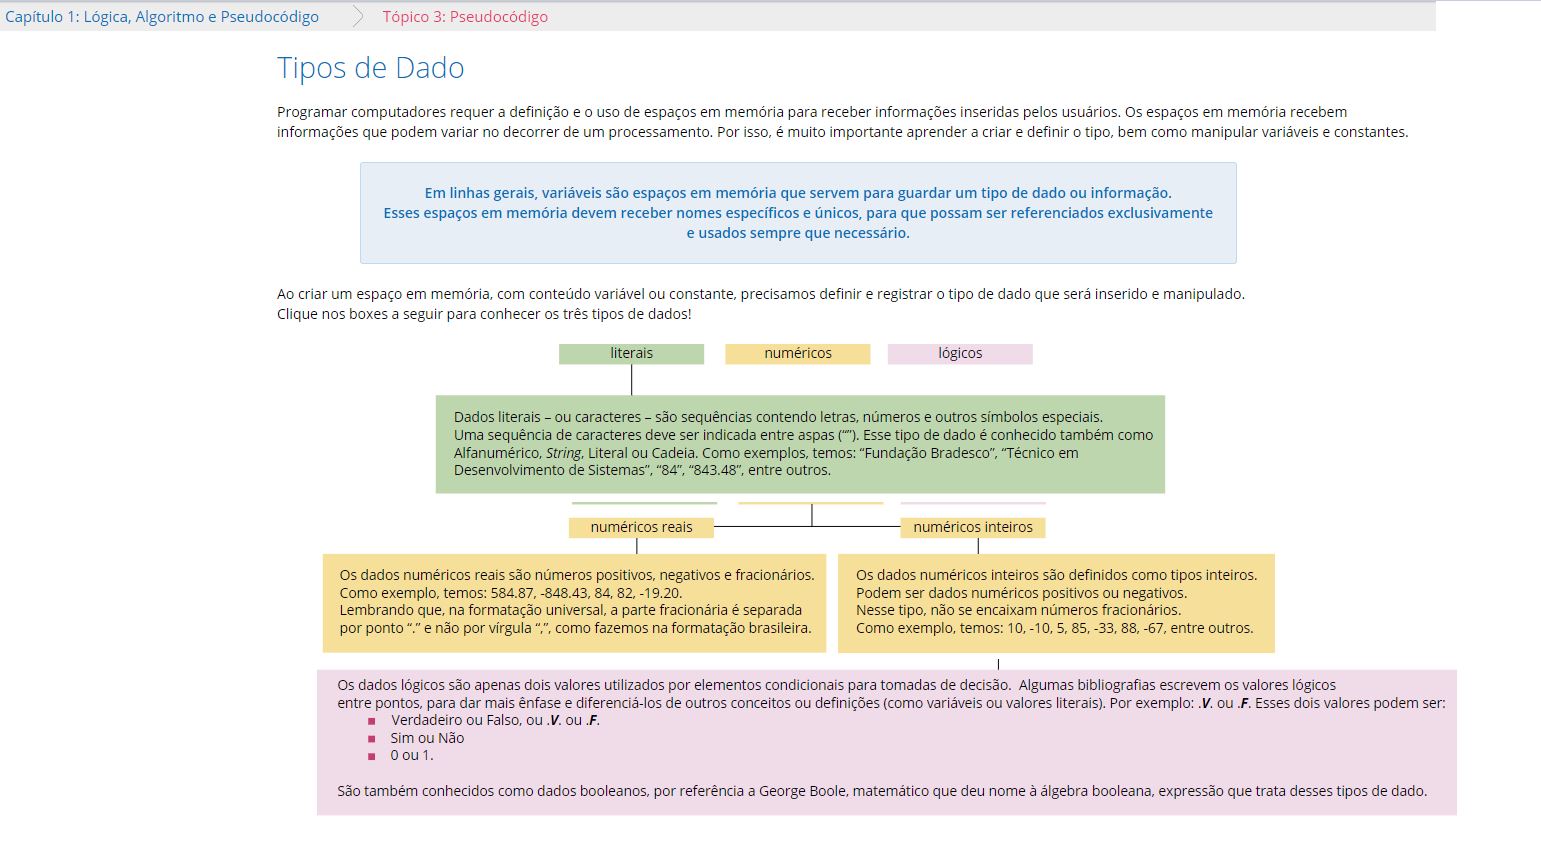 Capítulo 1: Lógica, Algoritmo e Pseudocódigo
Tópico 3: Pseudocódigo
Tipos de Dado
Programar computadores requer a definição e o uso de espaços em memória para receber informações inseridas pelos usuários. Os espaços em memória recebem
informações que podem variar no decorrer de um processamento. Por isso, é muito importante aprender a criar e definir o tipo, bem como manipular variáveis e constantes.
Em linhas gerais, variáveis são espaços em memória que servem para guardar um tipo de dado ou informação.
Esses espaços em memória devem receber nomes específicos e únicos, para que possam ser referenciados exclusivamente
e usados sempre que necessário.
Ao criar um espaço em memória, com conteúdo variável ou constante, precisamos definir e registrar o tipo de dado que será inserido e manipulado.
Clique nos boxes a seguir para conhecer os três tipos de dados!
literais
numéricos
lógicos
Dados literais – ou caracteres – são sequências contendo letras, números e outros símbolos especiais.
Uma sequência de caracteres deve ser indicada entre aspas (“”). Esse tipo de dado é conhecido também como
Alfanumérico, String, Literal ou Cadeia. Como exemplos, temos: “Fundação Bradesco”, “Técnico em
Desenvolvimento de Sistemas”, “84”, “843.48”, entre outros.
numéricos reais
numéricos inteiros
Os dados numéricos reais são números positivos, negativos e fracionários.
Como exemplo, temos: 584.87, -848.43, 84, 82, -19.20.
Lembrando que, na formatação universal, a parte fracionária é separada
por ponto “.” e não por vírgula “,”, como fazemos na formatação brasileira.
Os dados numéricos inteiros são definidos como tipos inteiros.
Podem ser dados numéricos positivos ou negativos.
Nesse tipo, não se encaixam números fracionários.
Como exemplo, temos: 10, -10, 5, 85, -33, 88, -67, entre outros.
Os dados lógicos são apenas dois valores utilizados por elementos condicionais para tomadas de decisão. Algumas bibliografias escrevem os valores lógicos
entre pontos, para dar mais ênfase e diferenciá-los de outros conceitos ou definições (como variáveis ou valores literais). Por exemplo: .V. ou .F. Esses dois valores podem ser:
Verdadeiro ou Falso, ou .V. ou .F.
Sim ou Não
0 ou 1.
São também conhecidos como dados booleanos, por referência a George Boole, matemático que deu nome à álgebra booleana, expressão que trata desses tipos de dado.